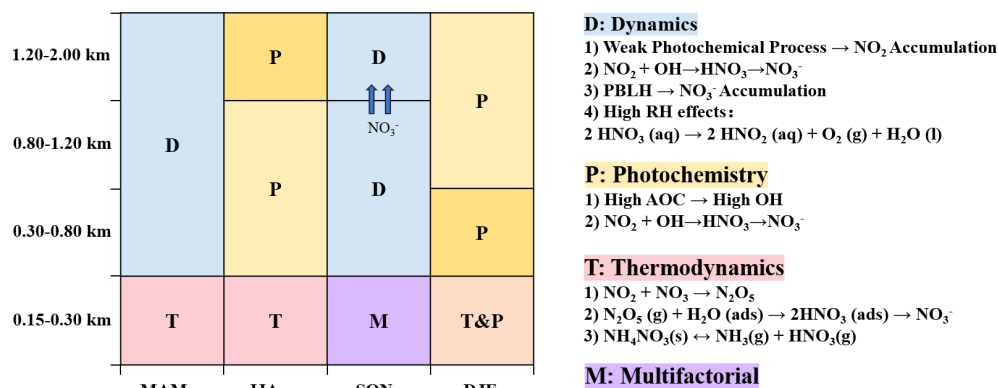 1.20-2.00 km
P
D
P
NO₃⁻
0.80-1.20 km
D
P
D
0.30-0.80 km
P
0.15-0.30 km
T
T
M
T&P
MAM
SON
D: Dynamics
1) Weak Photochemical Process → NO₂ Accumulation
2) NO₂ + OH→HNO₃→NO₃⁻
3) PBLH → NO₃⁻ Accumulation
4) High RH effects：
2 HNO₃ (aq) → 2 HNO₂ (aq) + O₂ (g) + H₂O (l)
P: Photochemistry
1) High AOC → High OH
2) NO₂ + OH→HNO₃→NO₃⁻
T: Thermodynamics
1) NO₂ + NO₃ → N₂O₅
2) N₂O₅ (g) + H₂O (ads) → 2HNO₃ (ads) → NO₃⁻
3) NH₄NO₃(s) ↔ NH₃(g) + HNO₃(g)
M: Multifactorial